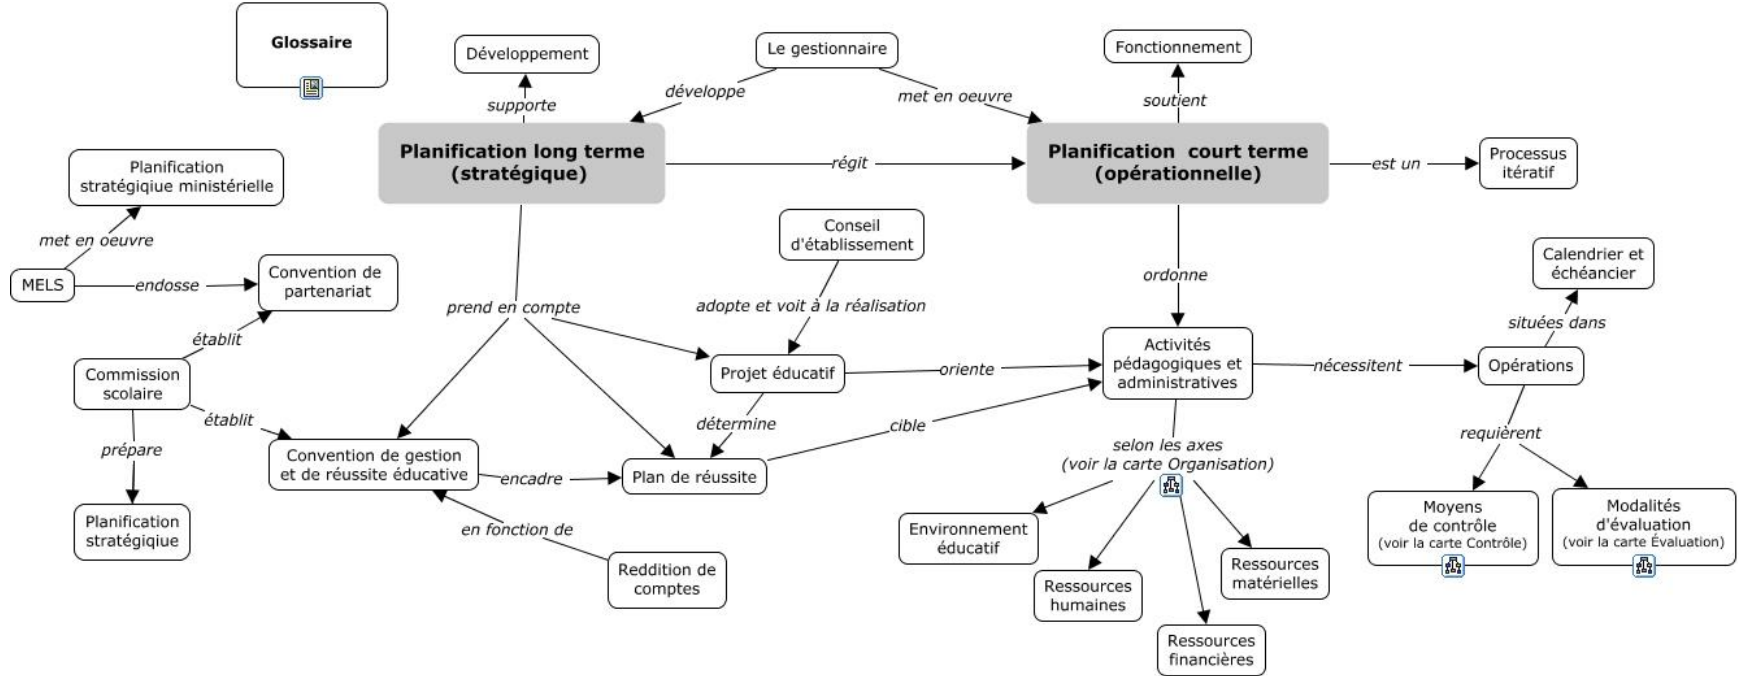 Glossaire
Développement
Le gestionnaire
Fonctionnement
supporte
développe
met en oeuvre
soutient
Planification long terme
(stratégique)
régit
Planification court terme
(opérationnelle)
est un
Processus
itératif
Planification
stratégiqiue ministérielle
met en oeuvre
MELS
endosse
Convention de
partenariat
Conseil
d'établissement
ordonne
Calendrier et
échéancier
prend en compte
adopte et voit à la réalisation
situées dans
établit
Commission
scolaire
Projet éducatif
oriente
Activités
pédagogiques et
administratives
nécessitent
Opérations
établit
détermine
cible
requièrent
prépare
Convention de gestion
et de réussite éducative
encadre
Plan de réussite
selon les axes
(voir la carte Organisation)
Planification
stratégiqiue
en fonction de
Reddition de
comptes
Environnement
éducatif
Ressources
humaines
Ressources
financières
Ressources
matérielles
Moyens
de contrôle
(voir la carte Contrôle)
Modalités
d'évaluation
(voir la carte Évaluation)